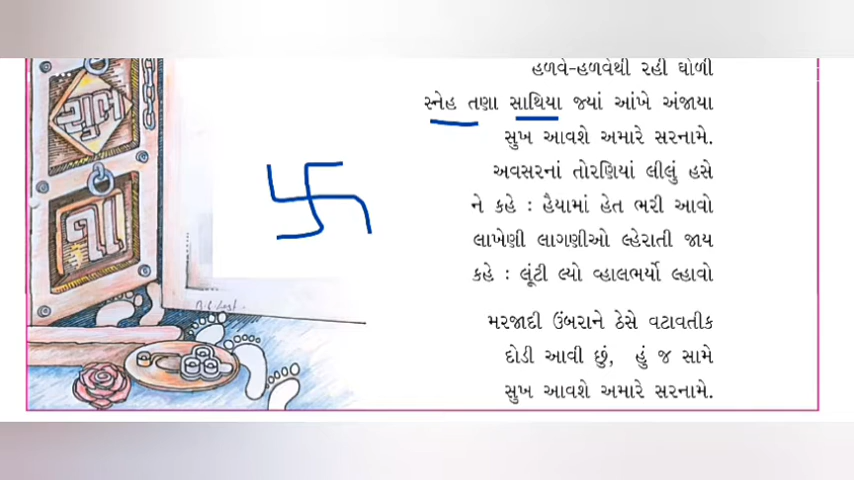 શુભ
લાભ
હળવે-હળવેથી રહી ઘોળી
સ્નેહ તણા સાથિયા જ્યાં આંખે અંજાયા
સુખ આવશે અમારે સરનામે.
અવસરનાં તોરણિયાં લીલું હસે
ને કહે : હૈયામાં હેત ભરી આવો
લાખેણી લાગણીઓ લ્હેરાતી જાય
કહે : લૂંટી લ્યો વ્હાલભર્યો લ્હાવો
મરજાદી ઉંબરાને ઠેસે વટાવતીક
દોડી આવી છું, હું જ સામે
સુખ આવશે અમારે સરનામે.